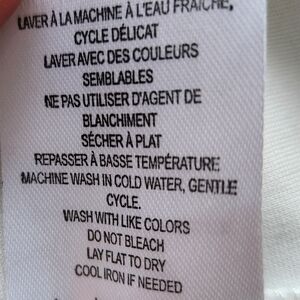 LAVER À LA MACHINE À L'EAU FRAICHE,
CYCLE DÉLICAT
LAVER AVEC DES COULEURS
SEMBLABLES
NE PAS UTILISER D'AGENT DE
BLANCHIMENT
SÉCHER À PLAT
REPASSER À BASSE TEMPÉRATURE
MACHINE WASH IN COLD WATER, GENTLE
CYCLE.
WASH WITH LIKE COLORS
DO NOT BLEACH
LAY FLAT TO DRY
COOL IRON IF NEEDED